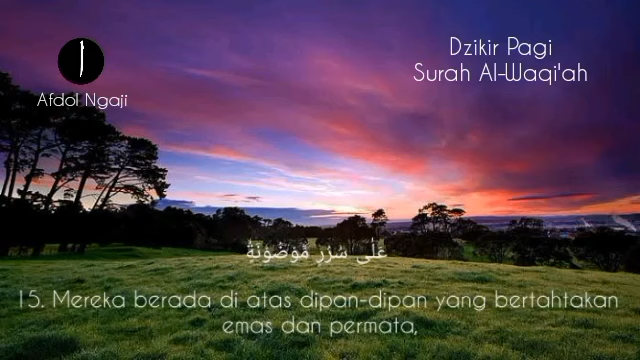 Dzikir Pagi
Surah Al-Waqi'ah
Afdol Ngaji
عَلَىٰ سُرُرٍ مَوْضُونَةٍ
15. Mereka berada di atas dipan-dipan yang bertahtakan
emas dan permata,